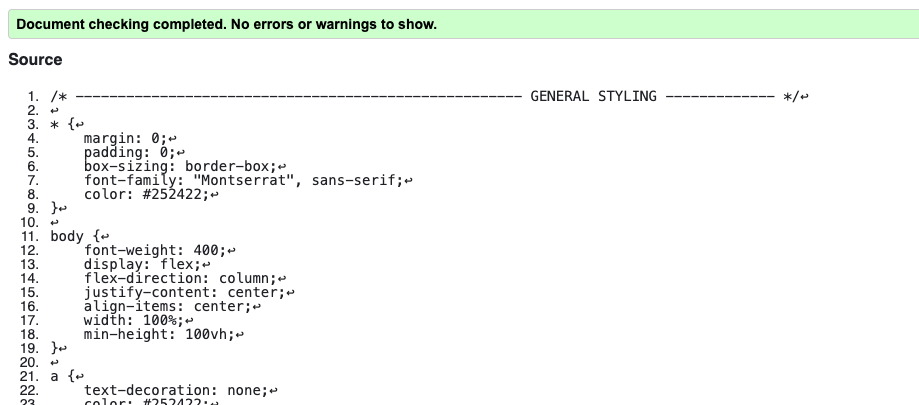 Document checking completed. No errors or warnings to show.
Source
1. /* ----------------------------------------------------- GENERAL STYLING ------------- */↩
2. ↩
3. * {↩
4. margin: 0;↩
5. padding: 0;↩
6. box-sizing: border-box;↩
7. font-family: "Montserrat", sans-serif;↩
8. color: #252422;↩
9. }↩
10. ↩
11. body {↩
12. font-weight: 400;↩
13. display: flex;↩
14. flex-direction: column;↩
15. justify-content: center;↩
16. align-items: center;↩
17. width: 100%;↩
18. min-height: 100vh;↩
19. }↩
20. ↩
21. a {↩
22. text-decoration: none;↩
23. color: #252422;↩